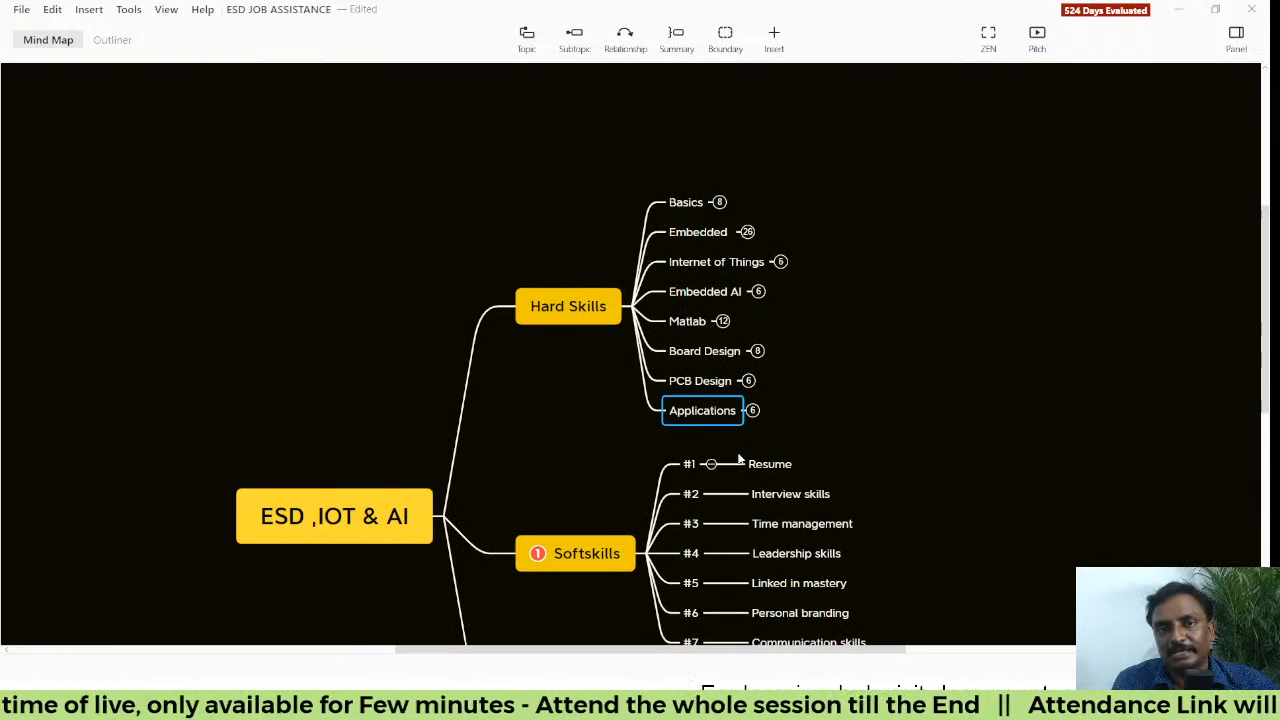 File Edit Insert Tools View Help ESD JOB ASSISTANCE — Edited 524 Days Evaluated
Mind Map Outliner Topic Subtopic Relationship Summary Boundary Insert ZEN Pitch Panel
Basics 8
Embedded 26
Internet of Things 6
Embedded AI 6
Hard Skills
Matlab 12
Board Design 8
PCB Design 6
Applications 6
#1 Resume
#2 Interview skills
ESD ,IOT & AI
#3 Time management
1 Softskills
#4 Leadership skills
#5 Linked in mastery
#6 Personal branding
#7 Communication skills
time of live, only available for Few minutes - Attend the whole session till the End || Attendance Link will